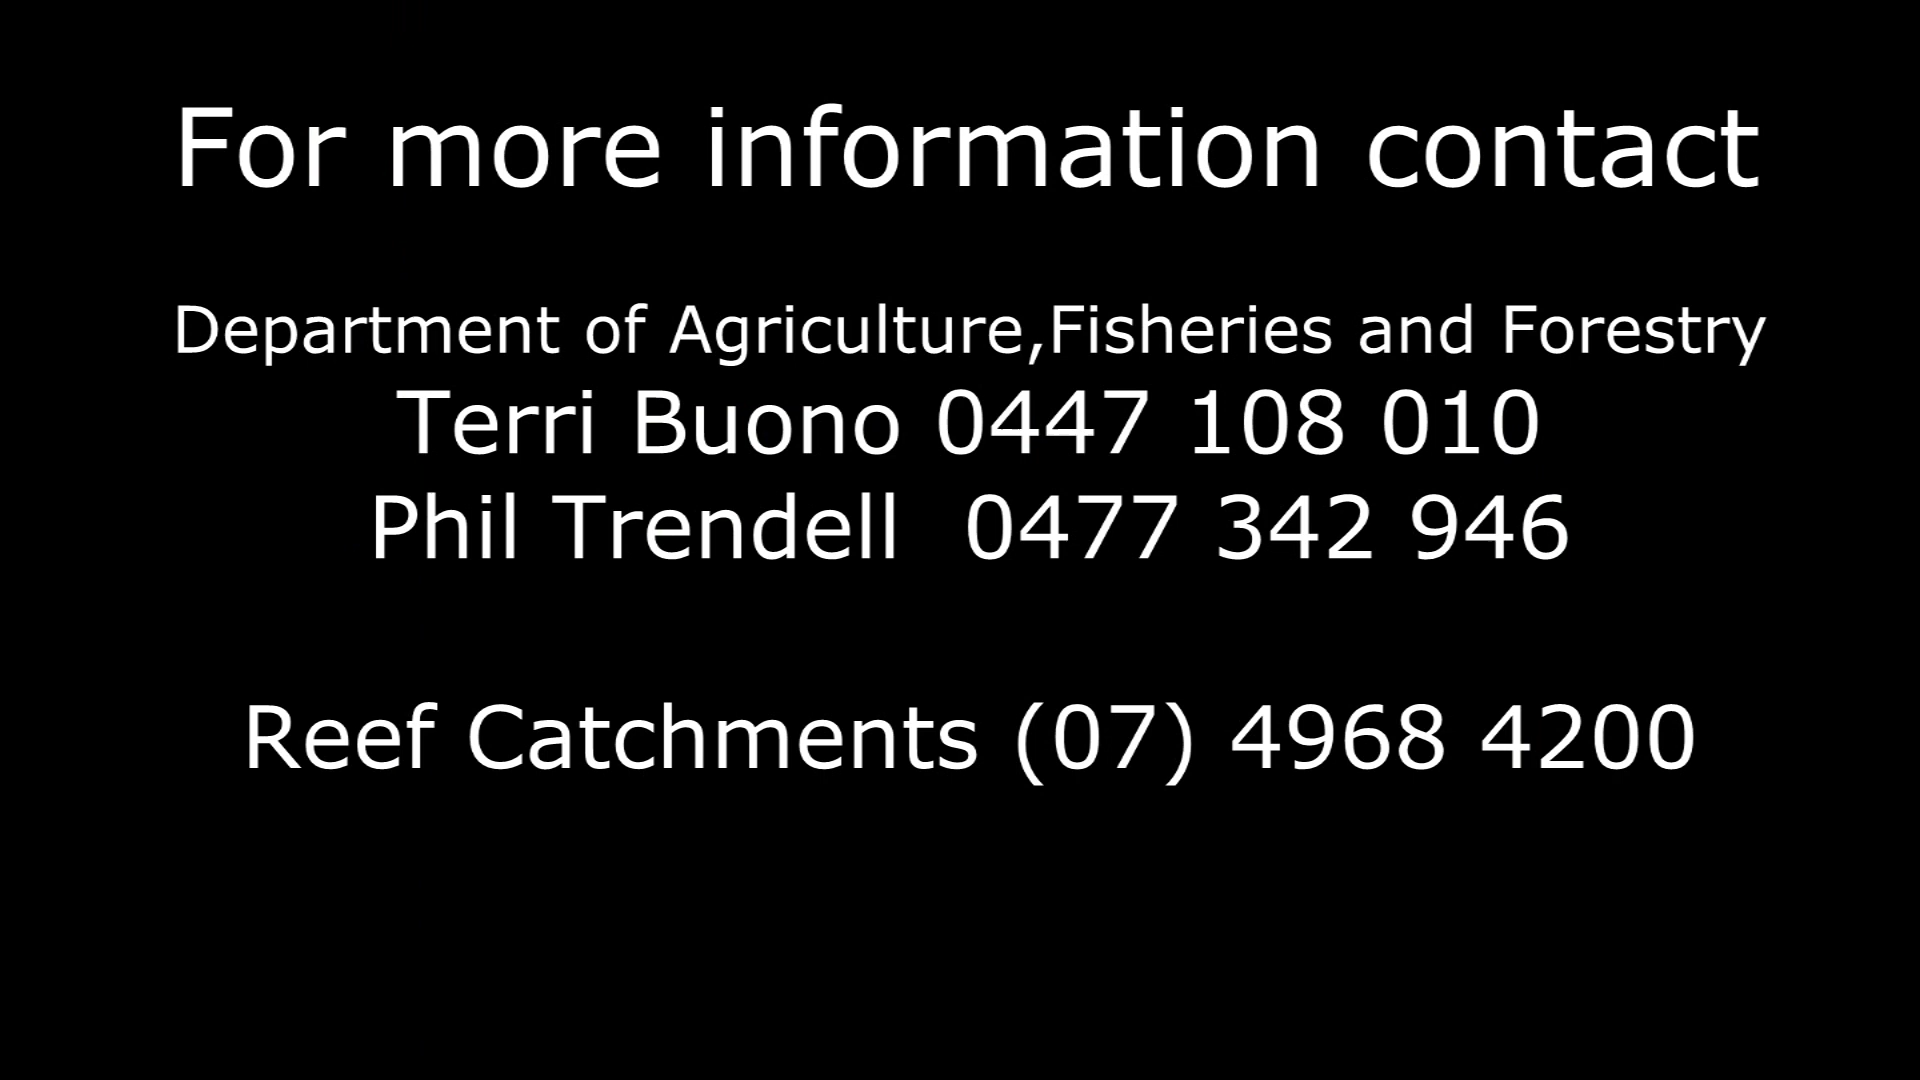 For more information contact
Department of Agriculture,Fisheries and Forestry
Terri Buono 0447 108 010
Phil Trendell  0477 342 946
Reef Catchments (07) 4968 4200